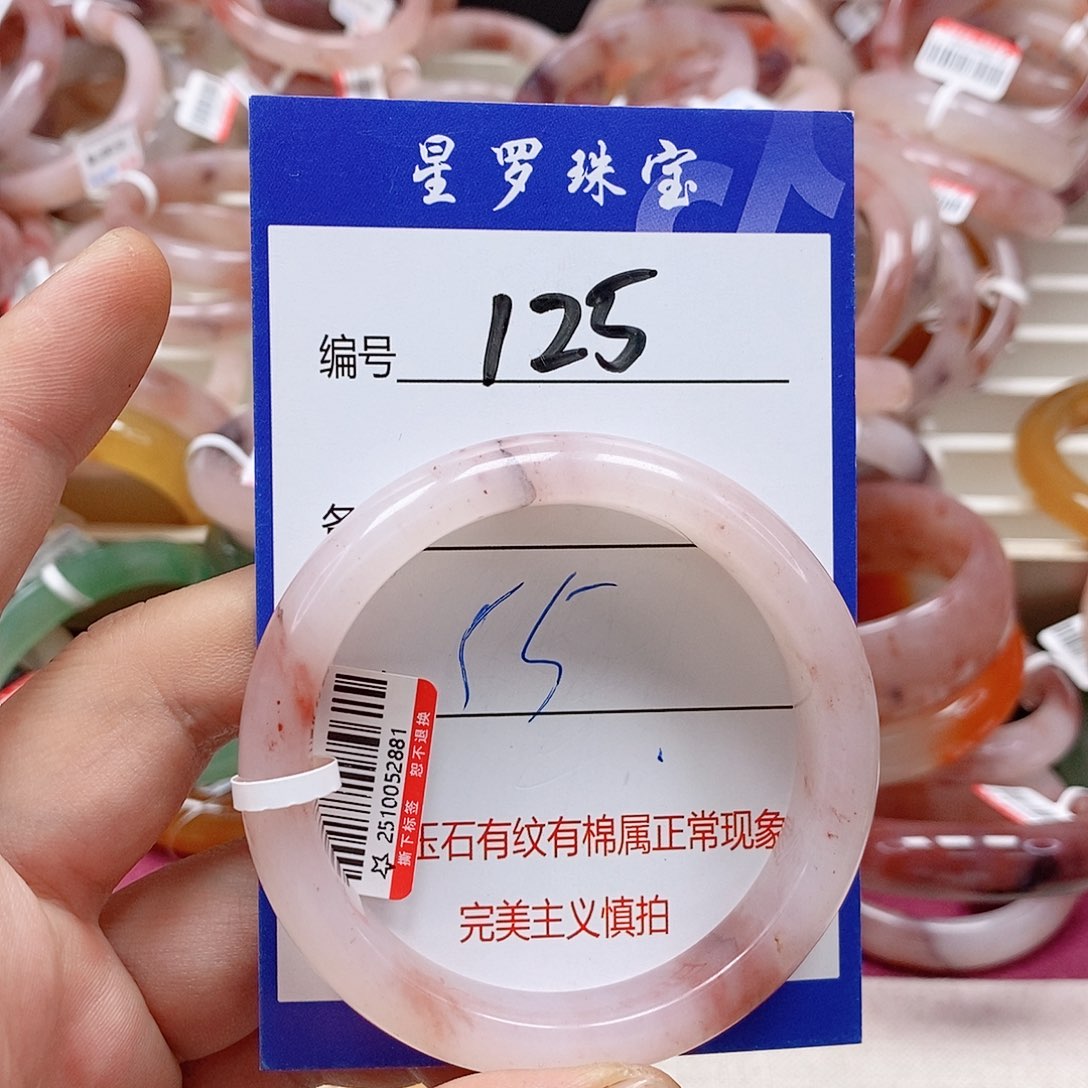 星罗珠宝
编号 125
55
2510052881
撕下标签 恕不退换
玉石有纹有棉属正常现象
完美主义慎拍